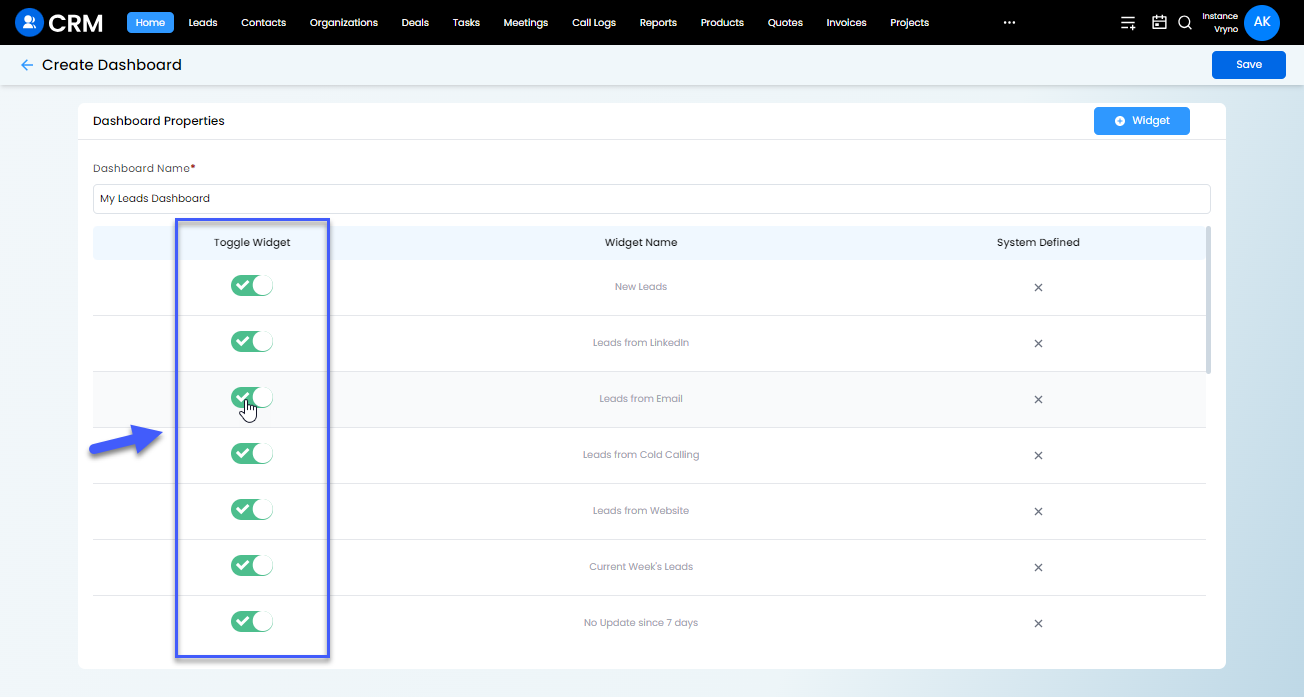 CRM Home Leads Contacts Organizations Deals Tasks Meetings Call Logs Reports Products Quotes Invoices Projects ··· Instance AK
Vryno
Create Dashboard Save
Dashboard Properties Widget
Dashboard Name*
My Leads Dashboard
Toggle Widget Widget Name System Defined
New Leads
Leads from LinkedIn
Leads from Email
Leads from Cold Calling
Leads from Website
Current Week's Leads
No Update since 7 days